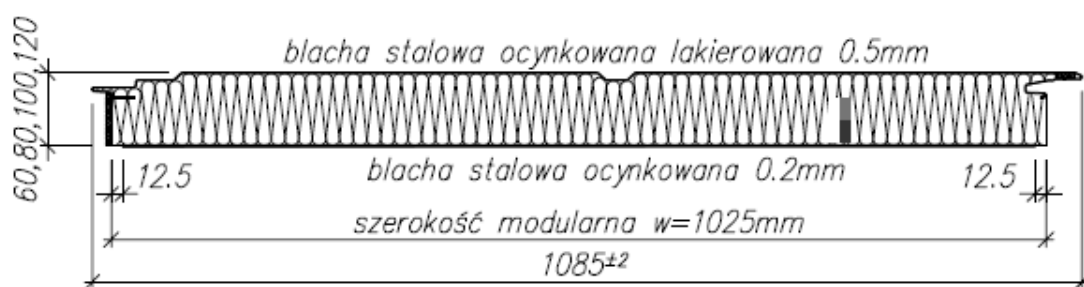 blacha stalowa ocynkowana lakierowana 0.5mm
60,80,100,120
12.5
blacha stalowa ocynkowana 0.2mm
12.5
szerokość modularna w=1025mm
1085±2